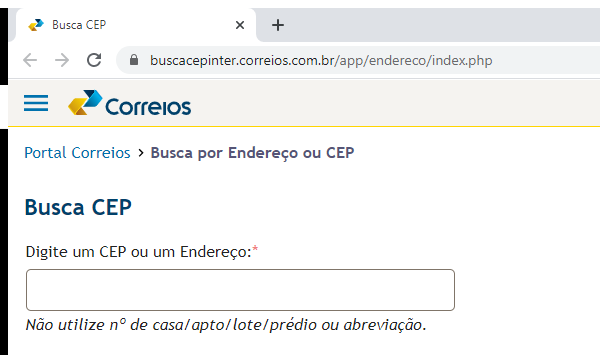 Busca CEP
buscacepinter.correios.com.br/app/endereco/index.php
Correios
Portal Correios > Busca por Endereço ou CEP
Busca CEP
Digite um CEP ou um Endereço:*
Não utilize nº de casa/apto/lote/prédio ou abreviação.